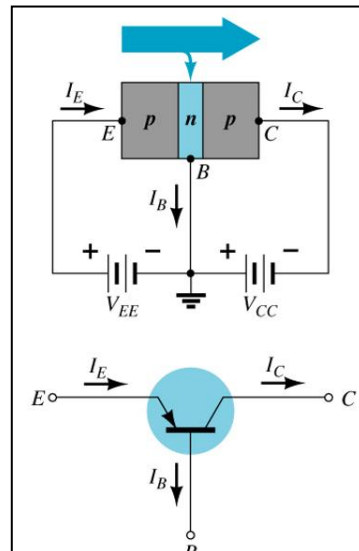 I_E
I_C
E p n p C
B
I_B
+ − + −
V_EE V_CC
I_E
I_C
E C
I_B